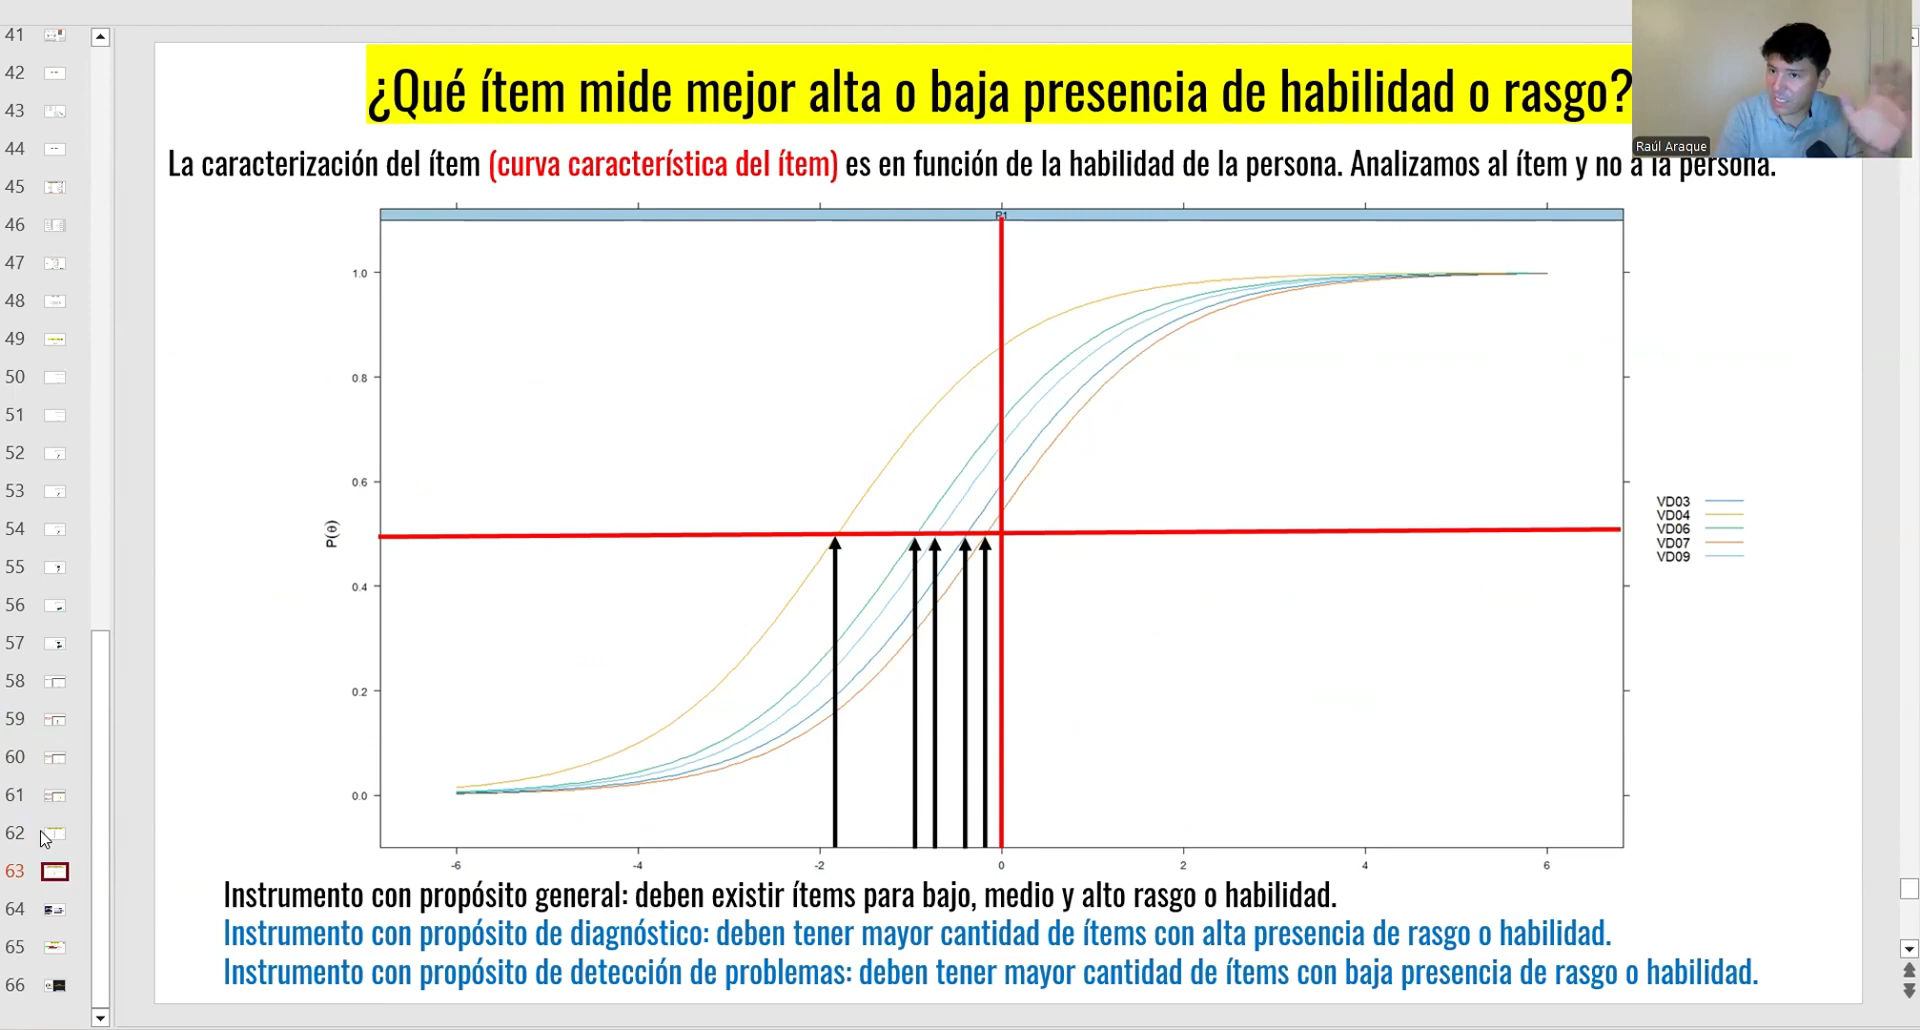 ¿Qué ítem mide mejor alta o baja presencia de habilidad o rasgo?
Raúl Araque
La caracterización del ítem (curva característica del ítem) es en función de la habilidad de la persona. Analizamos al ítem y no a la persona.
P1
1.0
0.8
0.6
0.4
0.2
0.0
P(θ)
-6 -4 -2 0 2 4 6
VD03
VD04
VD06
VD07
VD09
Instrumento con propósito general: deben existir ítems para bajo, medio y alto rasgo o habilidad.
Instrumento con propósito de diagnóstico: deben tener mayor cantidad de ítems con alta presencia de rasgo o habilidad.
Instrumento con propósito de detección de problemas: deben tener mayor cantidad de ítems con baja presencia de rasgo o habilidad.
41
42
43
44
45
46
47
48
49
50
51
52
53
54
55
56
57
58
59
60
61
62
63
64
65
66